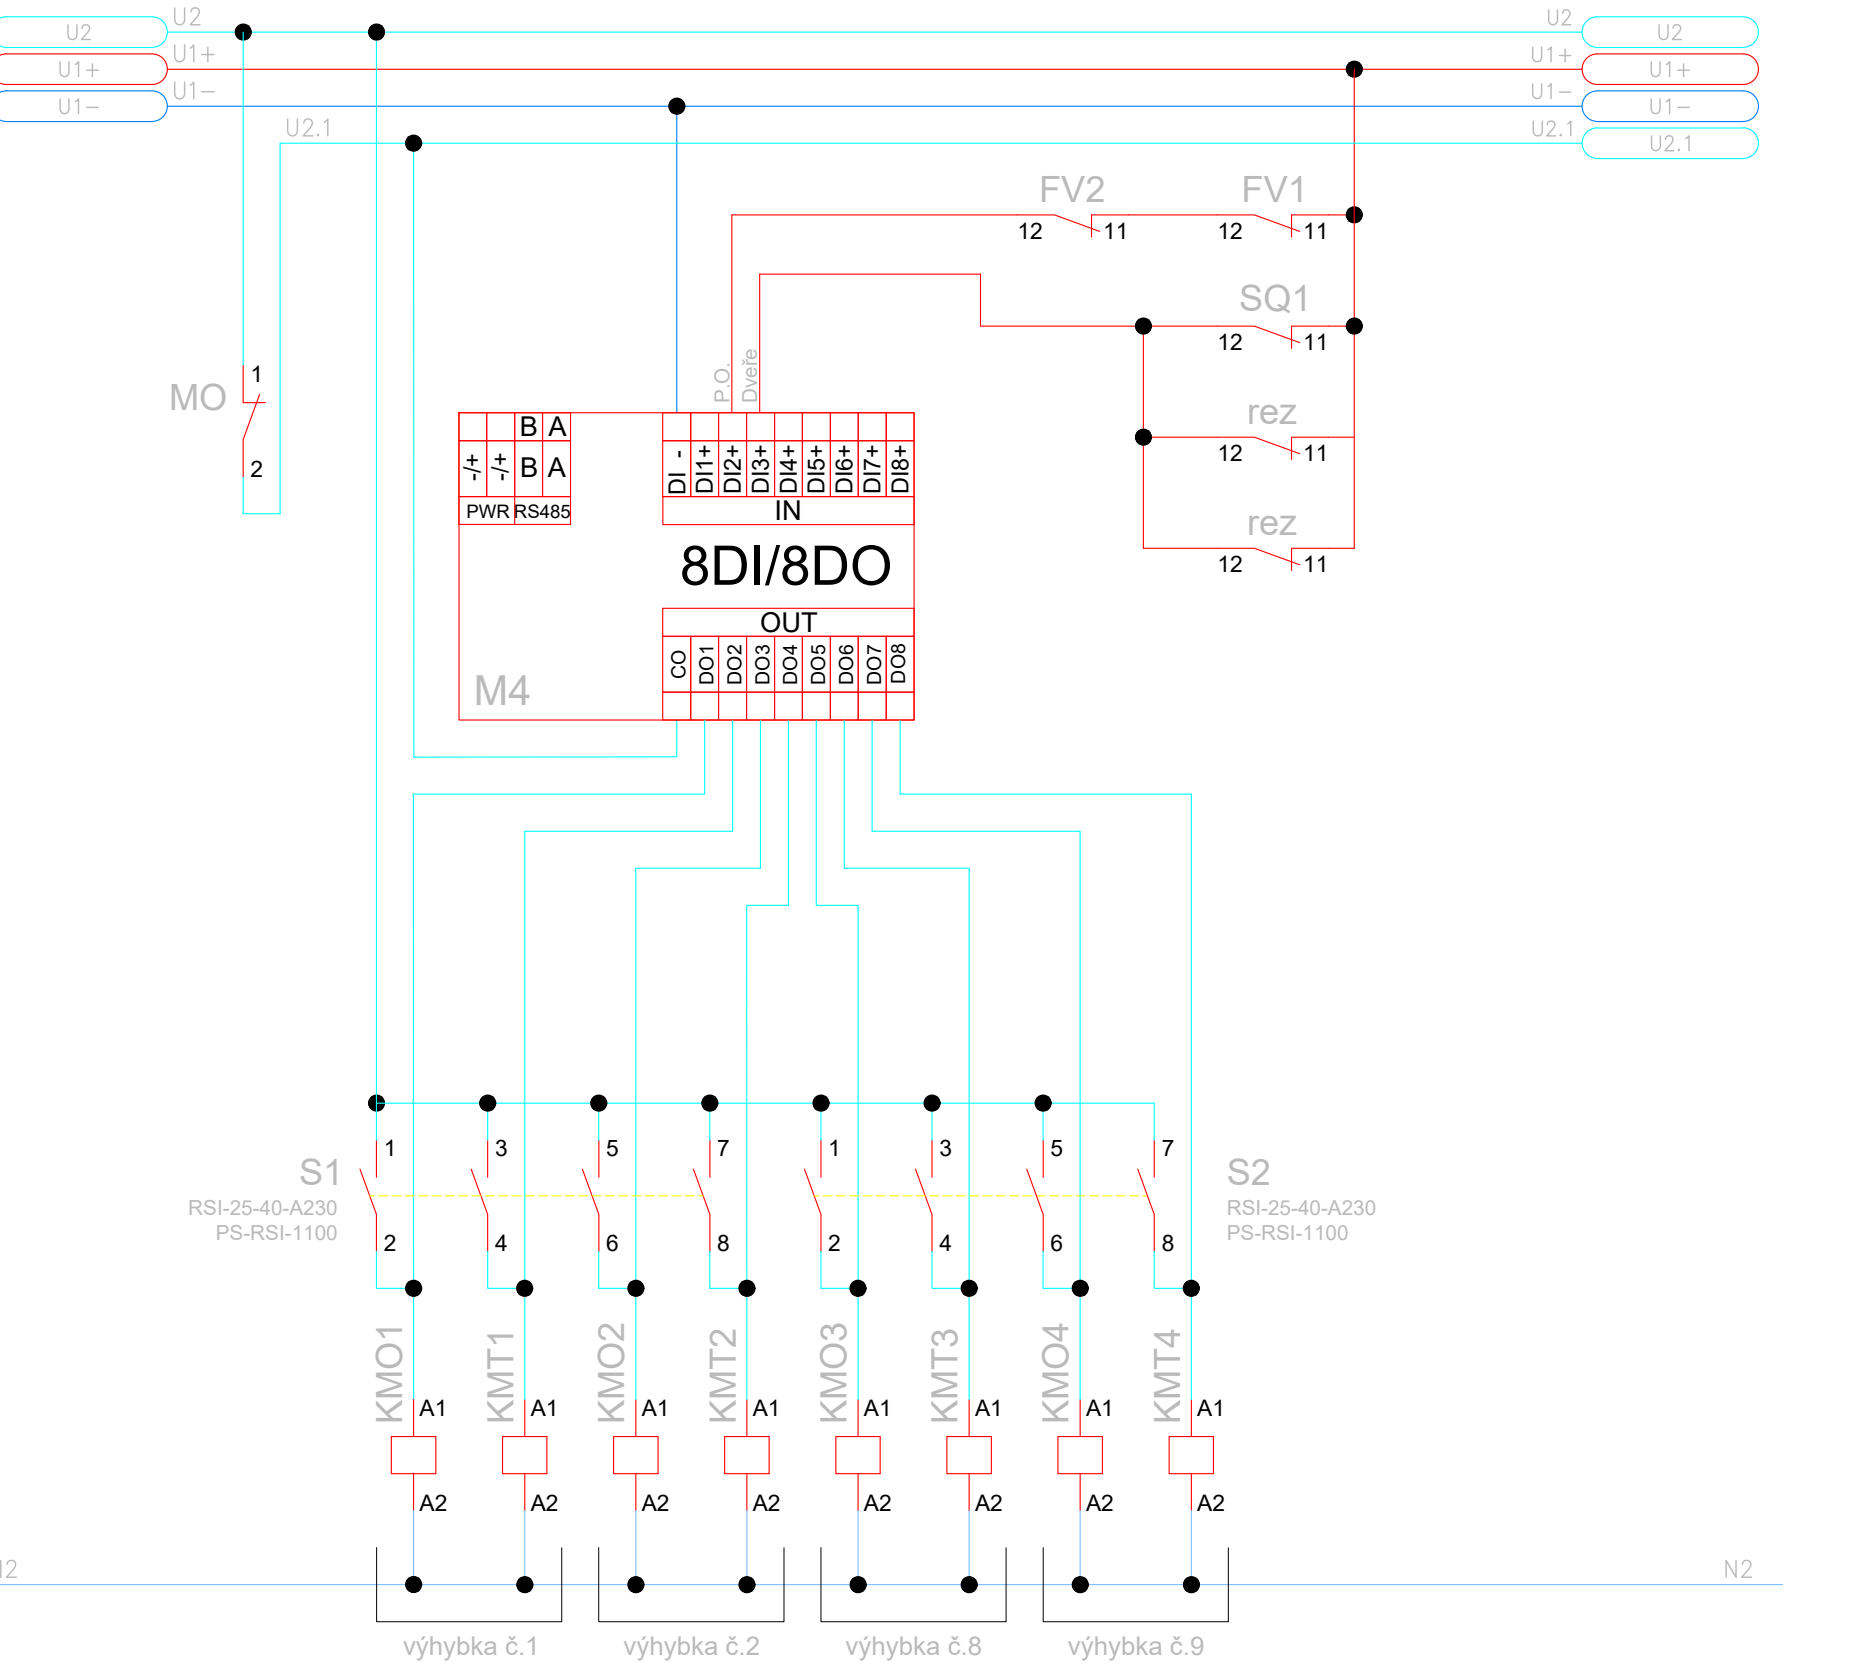 U2 U2 U2 U2
U1+ U1+ U1+ U1+
U1- U1- U1- U1-
U2.1 U2.1 U2.1
FV2 FV1
12 11 12 11
SQ1
12 11
P.O.
Dveře
MO
1
2
rez
12 11
rez
12 11
B A
-/+ -/+ B A
PWR RS485
DI - DI1+ DI2+ DI3+ DI4+ DI5+ DI6+ DI7+ DI8+
IN
8DI/8DO
OUT
CO DO1 DO2 DO3 DO4 DO5 DO6 DO7 DO8
M4
1 3 5 7 1 3 5 7
S1 S2
RSI-25-40-A230 RSI-25-40-A230
PS-RSI-1100 PS-RSI-1100
2 4 6 8 2 4 6 8
KMO1 KMT1 KMO2 KMT2 KMO3 KMT3 KMO4 KMT4
A1 A1 A1 A1 A1 A1 A1 A1
A2 A2 A2 A2 A2 A2 A2 A2
N2
výhybka č.1 výhybka č.2 výhybka č.8 výhybka č.9